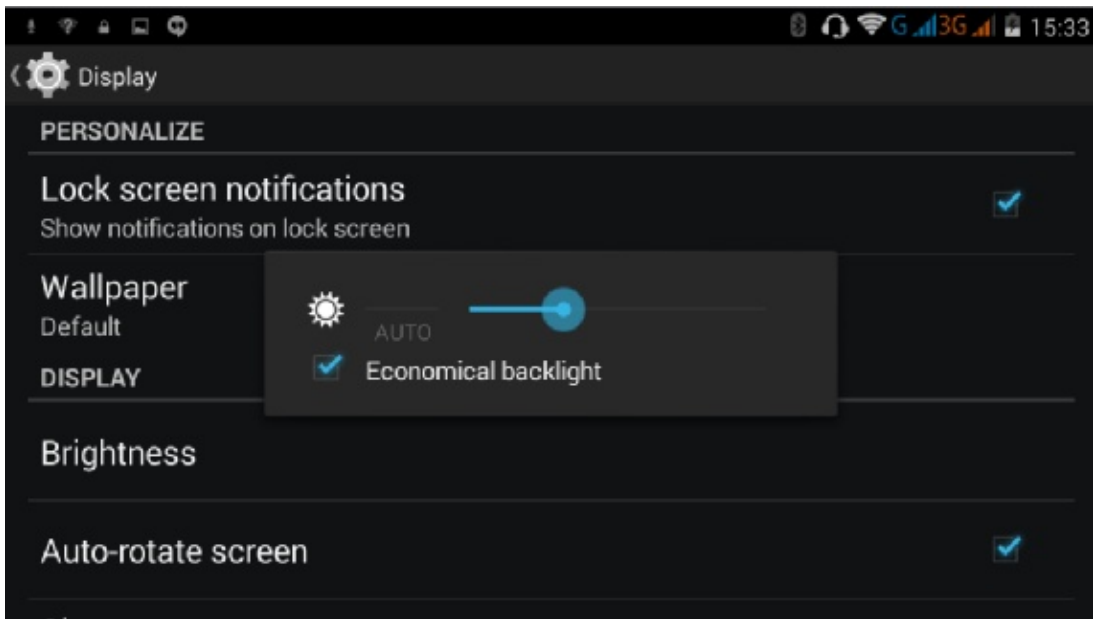 G 3G 15:33
Display
PERSONALIZE
Lock screen notifications
Show notifications on lock screen
Wallpaper
Default
AUTO
Economical backlight
DISPLAY
Brightness
Auto-rotate screen